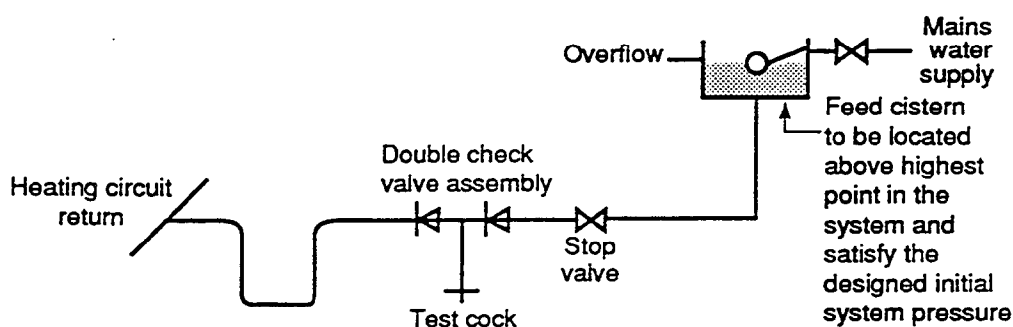 Mains
water
supply
Overflow
Feed cistern
to be located
above highest
point in the
system and
satisfy the
designed initial
system pressure
Double check
valve assembly
Heating circuit
return
Stop
valve
Test cock